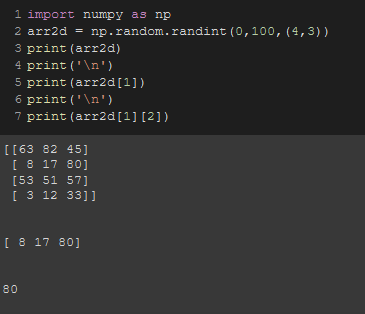 1 import numpy as np
2 arr2d = np.random.randint(0,100,(4,3))
3 print(arr2d)
4 print('\n')
5 print(arr2d[1])
6 print('\n')
7 print(arr2d[1][2])
[[63 82 45]
 [ 8 17 80]
 [53 51 57]
 [ 3 12 33]]
[ 8 17 80]
80